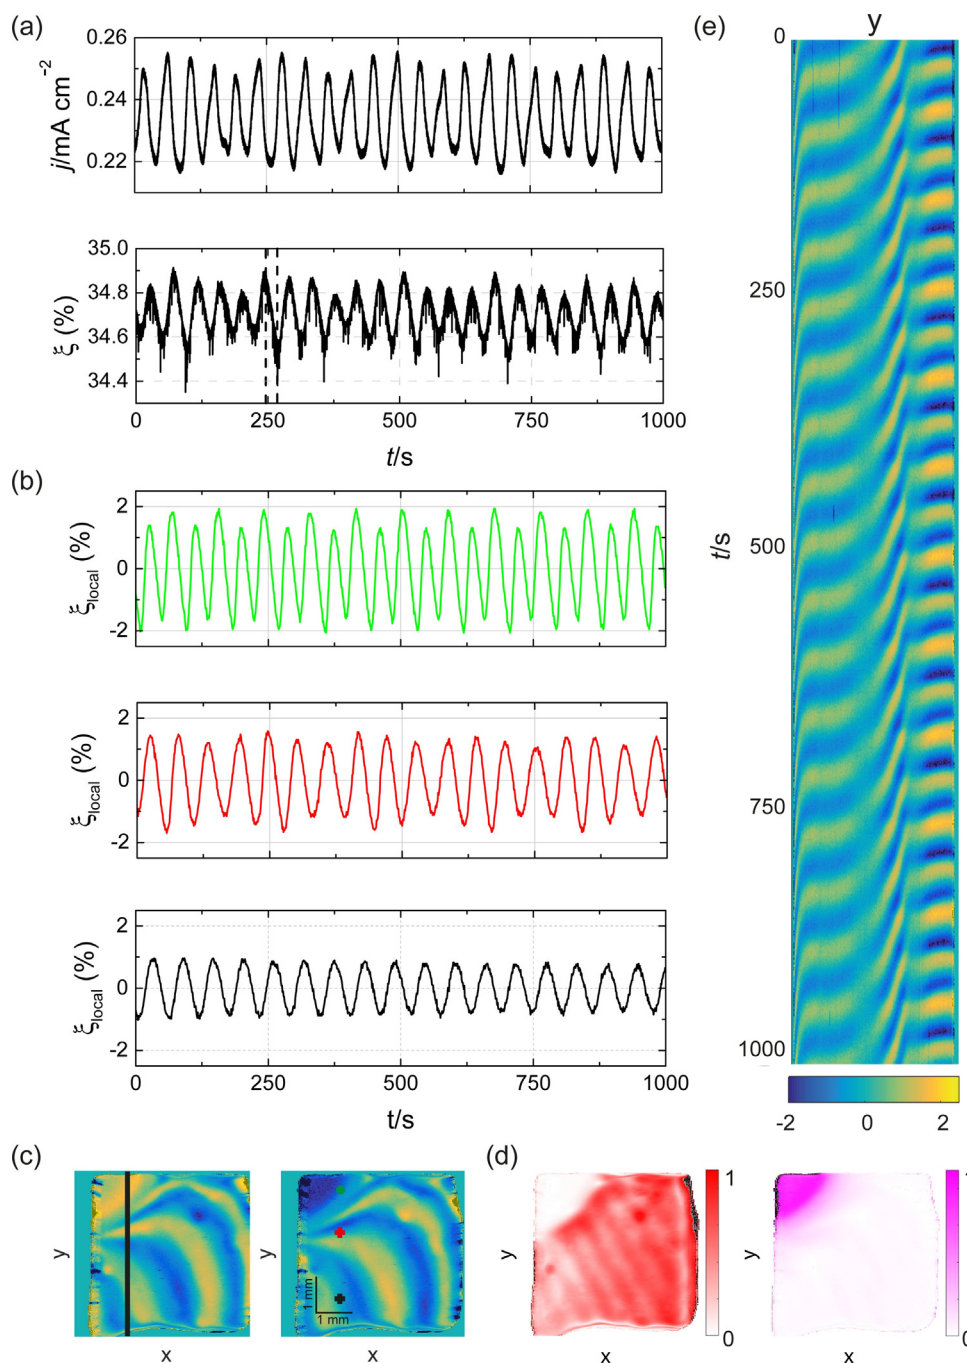 (a)
0.26
0.24
0.22
j/mA cm⁻²
35.0
34.8
34.6
34.4
ξ (%)
0 250 500 750 1000
t/s
(b)
2
0
-2
ξlocal (%)
2
0
-2
ξlocal (%)
2
0
-2
ξlocal (%)
0 250 500 750 1000
t/s
(c)
y
x
y
1 mm
1 mm
x
(d)
y
x
1
0
y
x
1
0
(e)
y
0
250
500
750
1000
t/s
-2 0 2